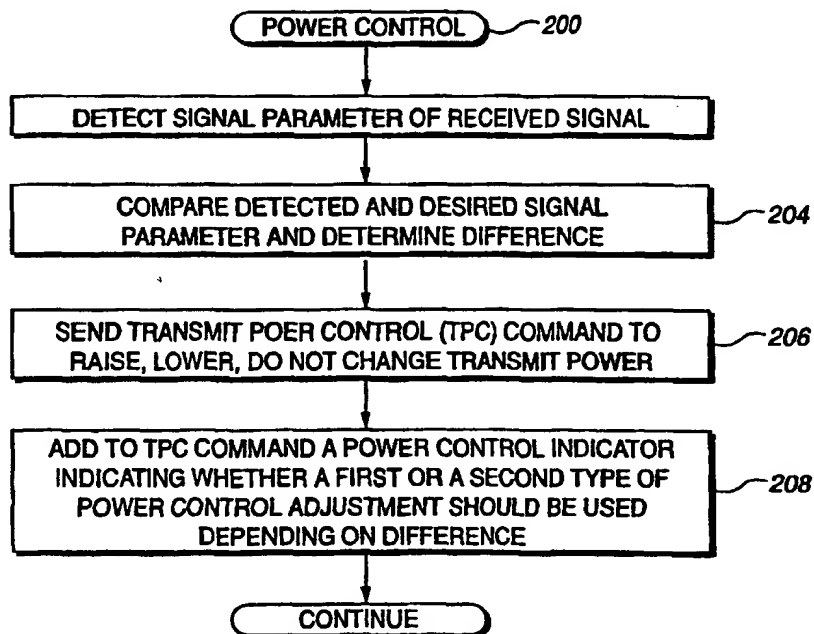 POWER CONTROL
200
DETECT SIGNAL PARAMETER OF RECEIVED SIGNAL
COMPARE DETECTED AND DESIRED SIGNAL
PARAMETER AND DETERMINE DIFFERENCE
204
SEND TRANSMIT POER CONTROL (TPC) COMMAND TO
RAISE, LOWER, DO NOT CHANGE TRANSMIT POWER
206
ADD TO TPC COMMAND A POWER CONTROL INDICATOR
INDICATING WHETHER A FIRST OR A SECOND TYPE OF
POWER CONTROL ADJUSTMENT SHOULD BE USED
DEPENDING ON DIFFERENCE
208
CONTINUE